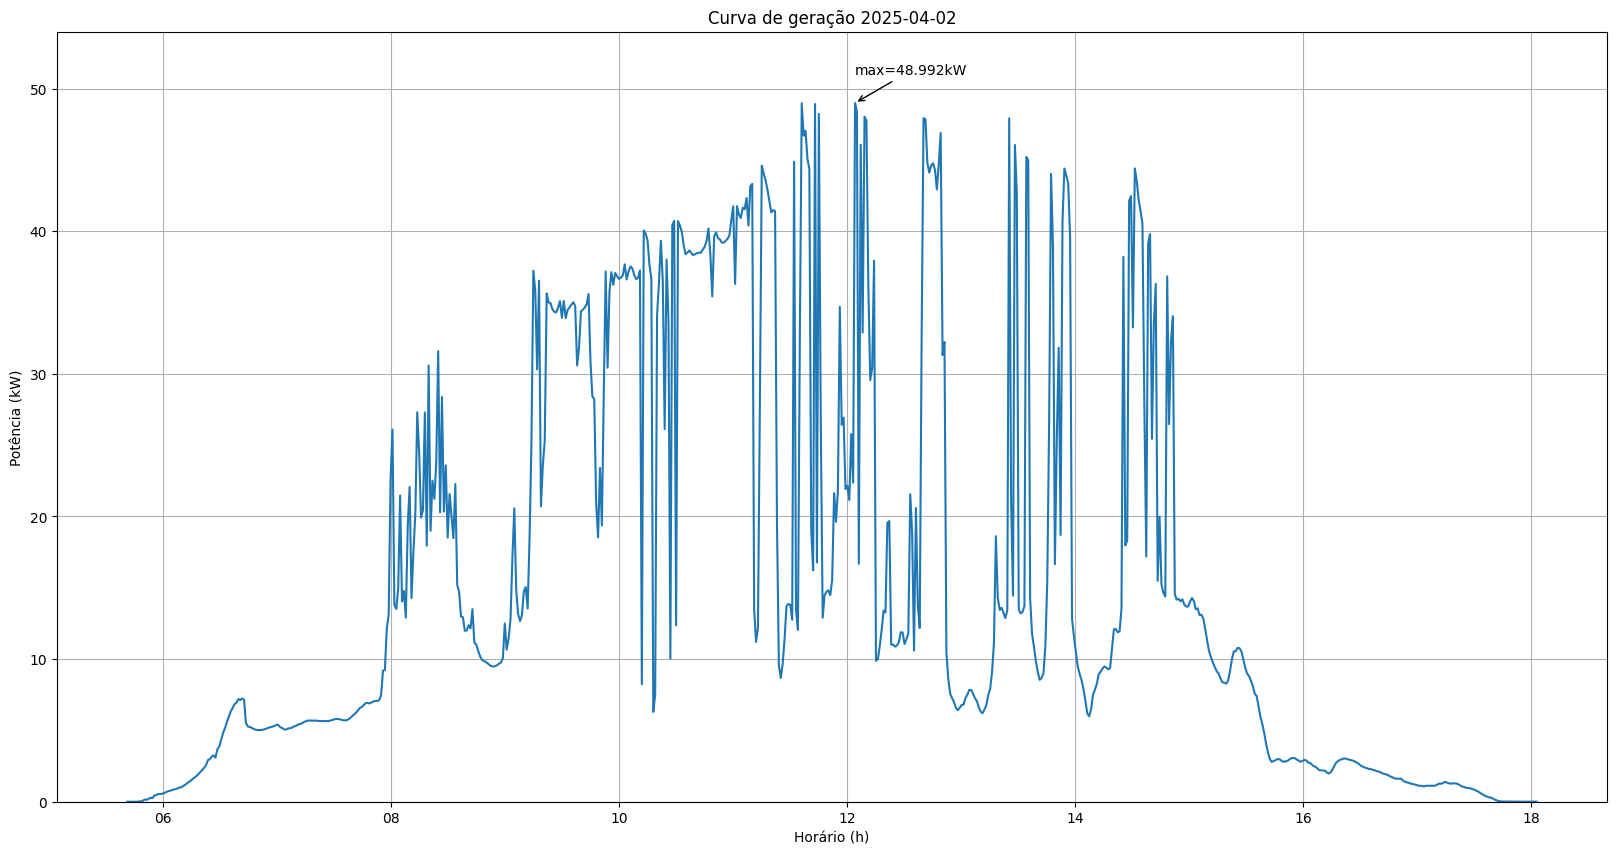 Curva de geração 2025-04-02
max=48.992kW
50
40
30
20
10
0
Potência (kW)
06 08 10 12 14 16 18
Horário (h)